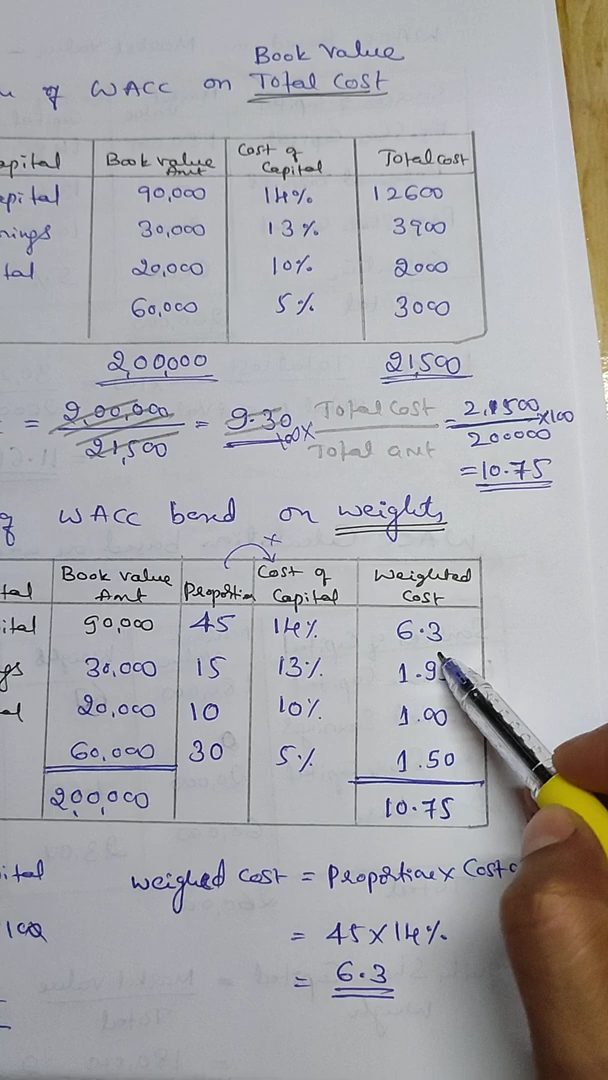 Book Value
of WACC on Total Cost
apital Book value Amt Cost of Capital Total cost
apital 90,000 14% 12600
nings 30,000 13% 3900
tal 20,000 10% 2000
60,000 5% 3000
2,00,000 21,500
= 2,00,000 / 21,500 = 9.30 100 x Total Cost / Total amt = 2,1500 / 200000 x100
= 10.75
of WACC based on weights
x
tal Book Value Amt Proportion Cost of Capital Weighted Cost
ital 90,000 45 14% 6.3
gs 30,000 15 13% 1.9
al 20,000 10 10% 1.00
60,000 30 5% 1.50
200,000 10.75
ital weighed cost = Proportion x Cost
100 = 45 x 14%
= 6.3